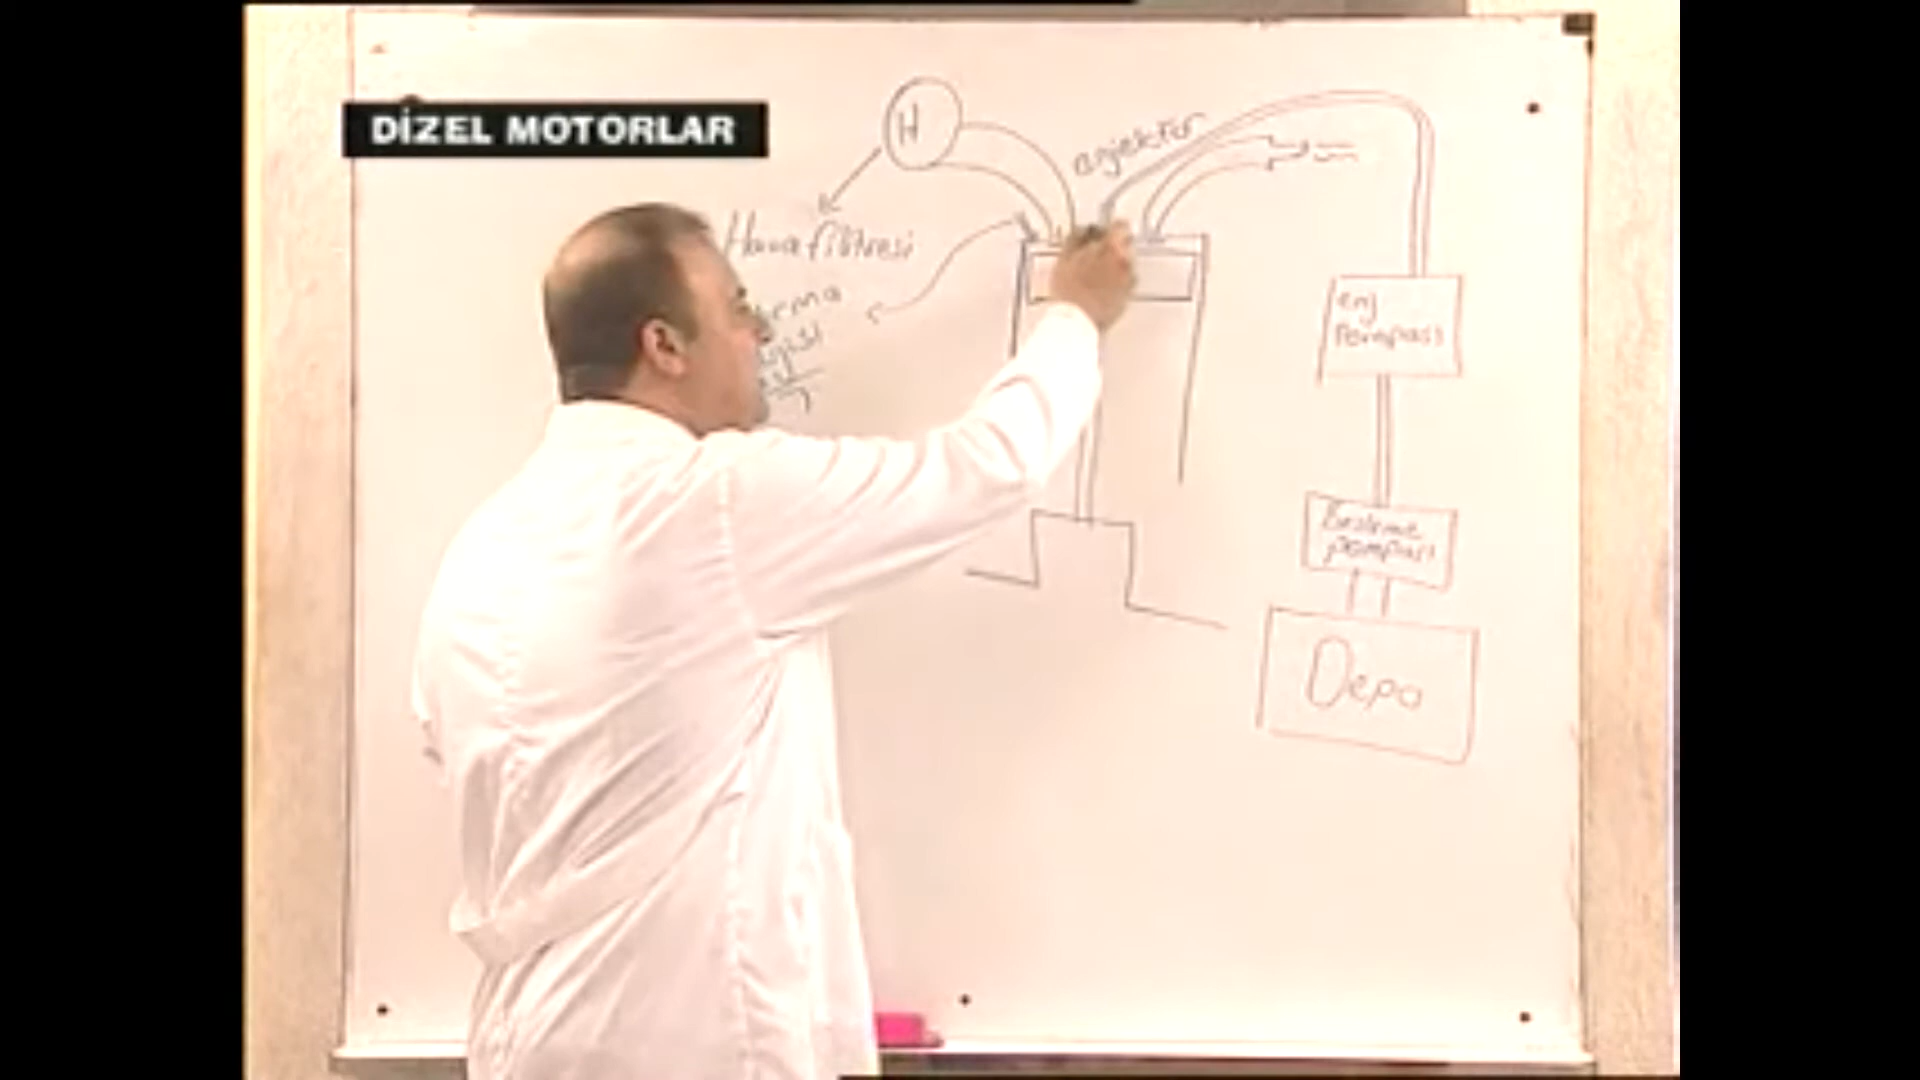 DİZEL MOTORLAR
H
enjektör
Hava filtresi
enj
Pompası
Besleme
pompası
Depo